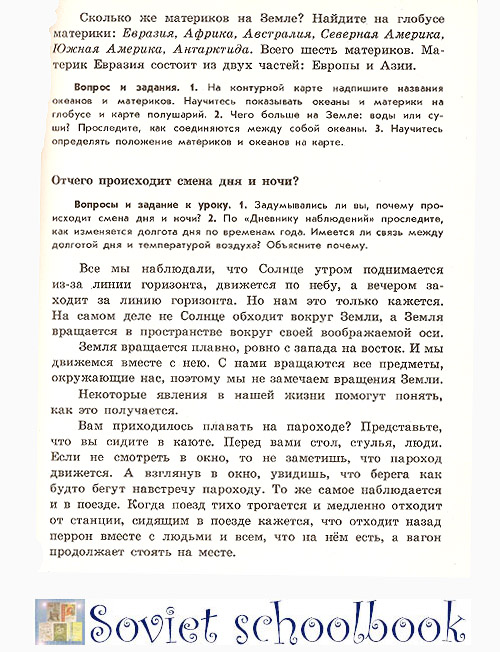 Сколько же материков на Земле? Найдите на глобусе
материки: Евразия, Африка, Австралия, Северная Америка,
Южная Америка, Антарктида. Всего шесть материков. Ма-
терик Евразия состоит из двух частей: Европы и Азии.
Вопрос и задания. 1. На контурной карте надпишите названия
океанов и материков. Научитесь показывать океаны и материки на
глобусе и карте полушарий. 2. Чего больше на Земле: воды или су-
ши? Проследите, как соединяются между собой океаны. 3. Научитесь
определять положение материков и океанов на карте.
Отчего происходит смена дня и ночи?
Вопросы и задание к уроку. 1. Задумывались ли вы, почему про-
исходит смена дня и ночи? 2. По «Дневнику наблюдений» проследите,
как изменяется долгота дня по временам года. Имеется ли связь между
долготой дня и температурой воздуха? Объясните почему.
Все мы наблюдали, что Солнце утром поднимается
из-за линии горизонта, движется по небу, а вечером за-
ходит за линию горизонта. Но нам это только кажется.
На самом деле не Солнце обходит вокруг Земли, а Земля
вращается в пространстве вокруг своей воображаемой оси.
Земля вращается плавно, ровно с запада на восток. И мы
движемся вместе с нею. С нами вращаются все предметы,
окружающие нас, поэтому мы не замечаем вращения Земли.
Некоторые явления в нашей жизни помогут понять,
как это получается.
Вам приходилось плавать на пароходе? Представьте,
что вы сидите в каюте. Перед вами стол, стулья, люди.
Если не смотреть в окно, то не заметишь, что пароход
движется. А взглянув в окно, увидишь, что берега как
будто бегут навстречу пароходу. То же самое наблюдается
и в поезде. Когда поезд тихо трогается и медленно отходит
от станции, сидящим в поезде кажется, что отходит назад
перрон вместе с людьми и всем, что на нём есть, а вагон
продолжает стоять на месте.
Soviet schoolbook